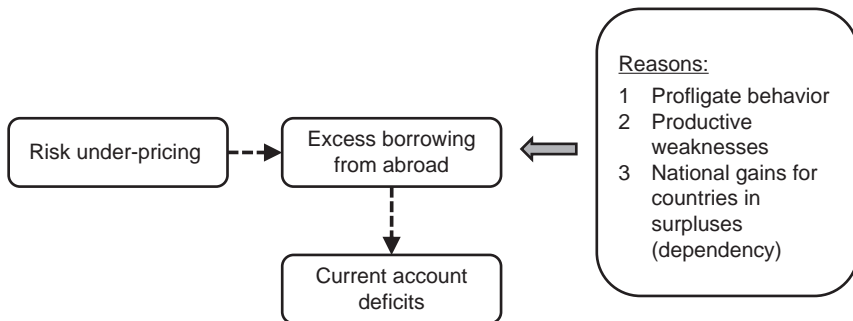 Risk under-pricing
Excess borrowing
from abroad
Current account
deficits
Reasons:
1 Profligate behavior
2 Productive
weaknesses
3 National gains for
countries in
surpluses
(dependency)